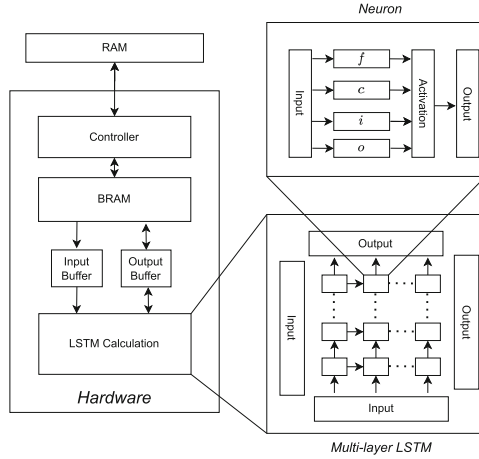 RAM
Controller
BRAM
Input
Buffer
Output
Buffer
LSTM Calculation
Hardware
Neuron
Input
f
c
i
o
Activation
Output
Output
Input
Output
Input
Multi-layer LSTM